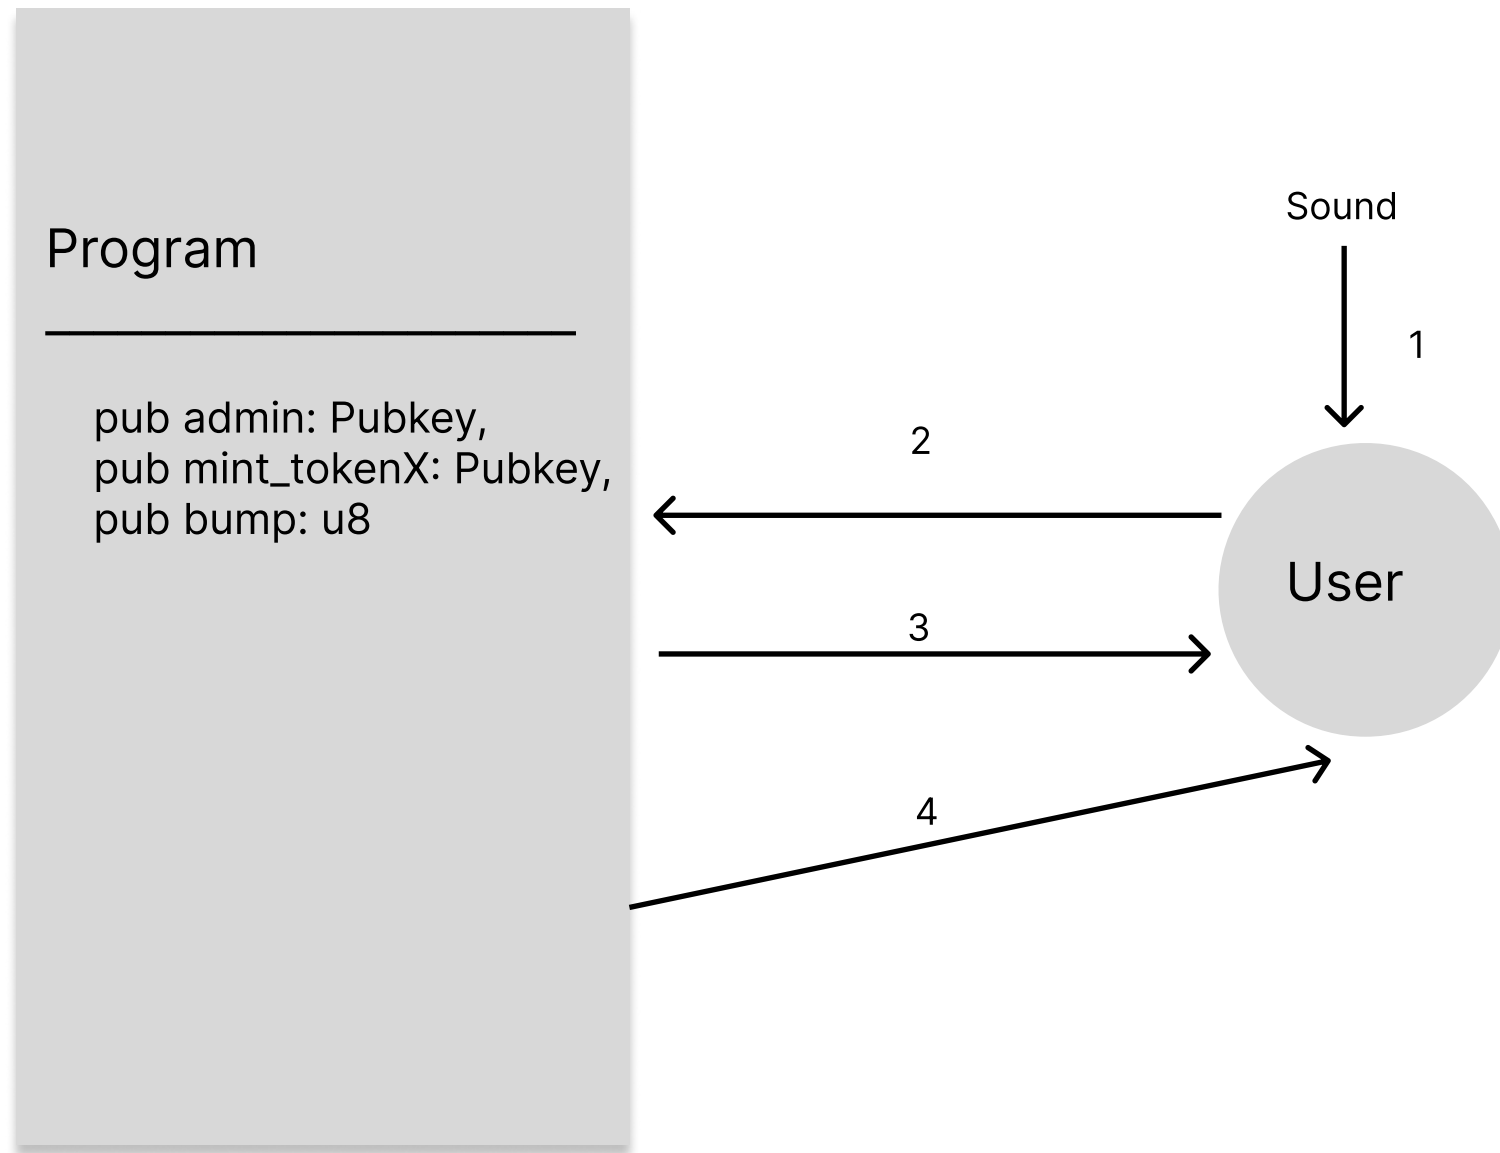 Program
pub admin: Pubkey,
pub mint_tokenX: Pubkey,
pub bump: u8
Sound
1
2
User
3
4